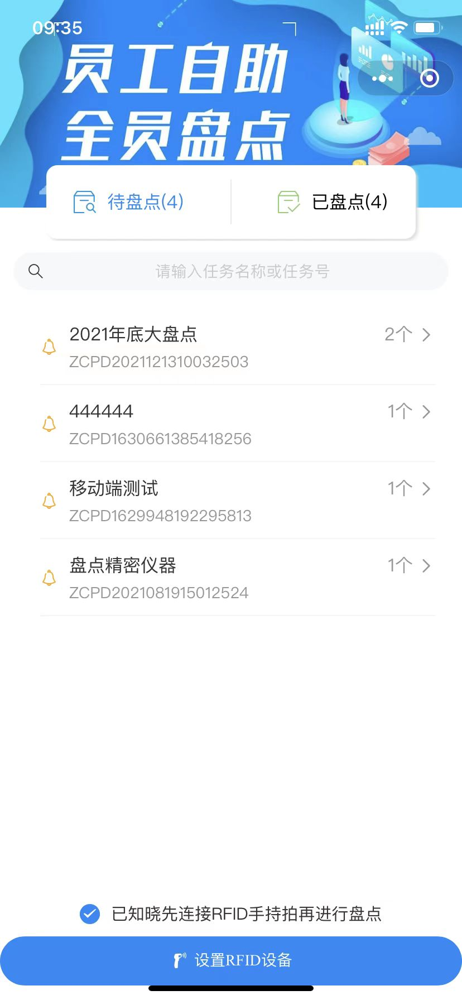 09:35
员工自助
全员盘点
待盘点(4)
已盘点(4)
请输入任务名称或任务号
2021年底大盘点
2个
ZCPD2021121310032503
444444
1个
ZCPD1630661385418256
移动端测试
1个
ZCPD1629948192295813
盘点精密仪器
1个
ZCPD2021081915012524
已知晓先连接RFID手持拍再进行盘点
设置RFID设备